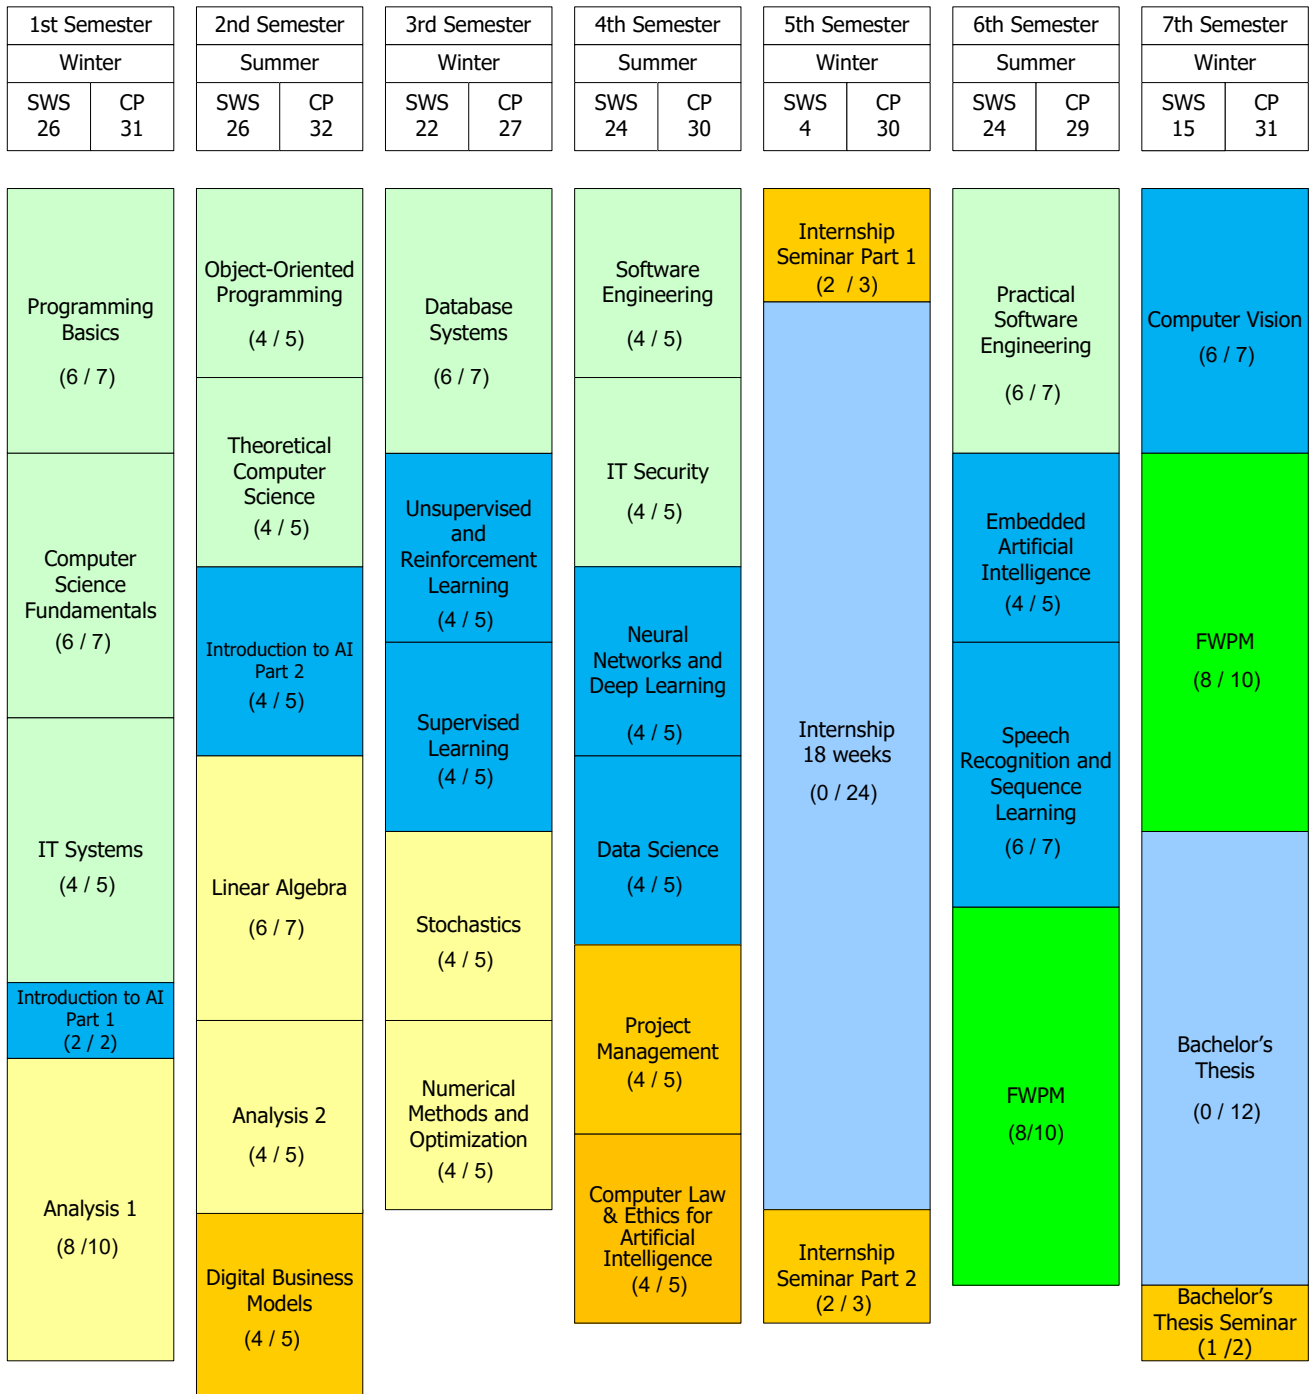 1st Semester
Winter
SWS CP
26 31
Programming
Basics
(6 / 7)
Computer
Science
Fundamentals
(6 / 7)
IT Systems
(4 / 5)
Introduction to AI
Part 1
(2 / 2)
Analysis 1
(8 /10)
2nd Semester
Summer
SWS CP
26 32
Object-Oriented
Programming
(4 / 5)
Theoretical
Computer
Science
(4 / 5)
Introduction to AI
Part 2
(4 / 5)
Linear Algebra
(6 / 7)
Analysis 2
(4 / 5)
Digital Business
Models
(4 / 5)
3rd Semester
Winter
SWS CP
22 27
Database
Systems
(6 / 7)
Unsupervised
and
Reinforcement
Learning
(4 / 5)
Supervised
Learning
(4 / 5)
Stochastics
(4 / 5)
Numerical
Methods and
Optimization
(4 / 5)
4th Semester
Summer
SWS CP
24 30
Software
Engineering
(4 / 5)
IT Security
(4 / 5)
Neural
Networks and
Deep Learning
(4 / 5)
Data Science
(4 / 5)
Project
Management
(4 / 5)
Computer Law
& Ethics for
Artificial
Intelligence
(4 / 5)
5th Semester
Winter
SWS CP
4 30
Internship
Seminar Part 1
(2 / 3)
Internship
18 weeks
(0 / 24)
Internship
Seminar Part 2
(2 / 3)
6th Semester
Summer
SWS CP
24 29
Practical
Software
Engineering
(6 / 7)
Embedded
Artificial
Intelligence
(4 / 5)
Speech
Recognition and
Sequence
Learning
(6 / 7)
FWPM
(8/10)
7th Semester
Winter
SWS CP
15 31
Computer Vision
(6 / 7)
FWPM
(8 / 10)
Bachelor's
Thesis
(0 / 12)
Bachelor's
Thesis Seminar
(1 /2)